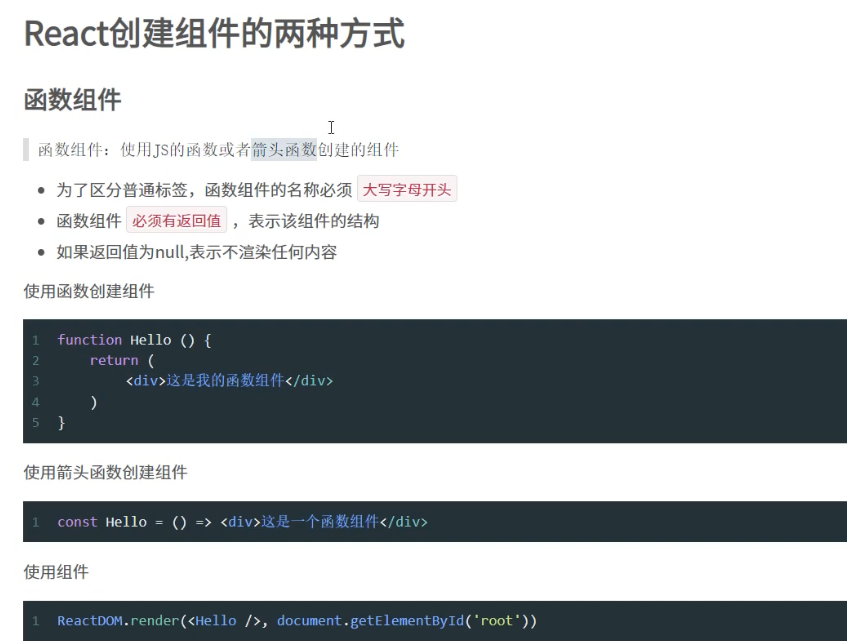 React创建组件的两种方式
函数组件
函数组件：使用JS的函数或者箭头函数创建的组件
为了区分普通标签，函数组件的名称必须 大写字母开头
函数组件 必须有返回值 ，表示该组件的结构
如果返回值为null,表示不渲染任何内容
使用函数创建组件
1 function Hello () {
2     return (
3         <div>这是我的函数组件</div>
4     )
5 }
使用箭头函数创建组件
1 const Hello = () => <div>这是一个函数组件</div>
使用组件
1 ReactDOM.render(<Hello />, document.getElementById('root'))